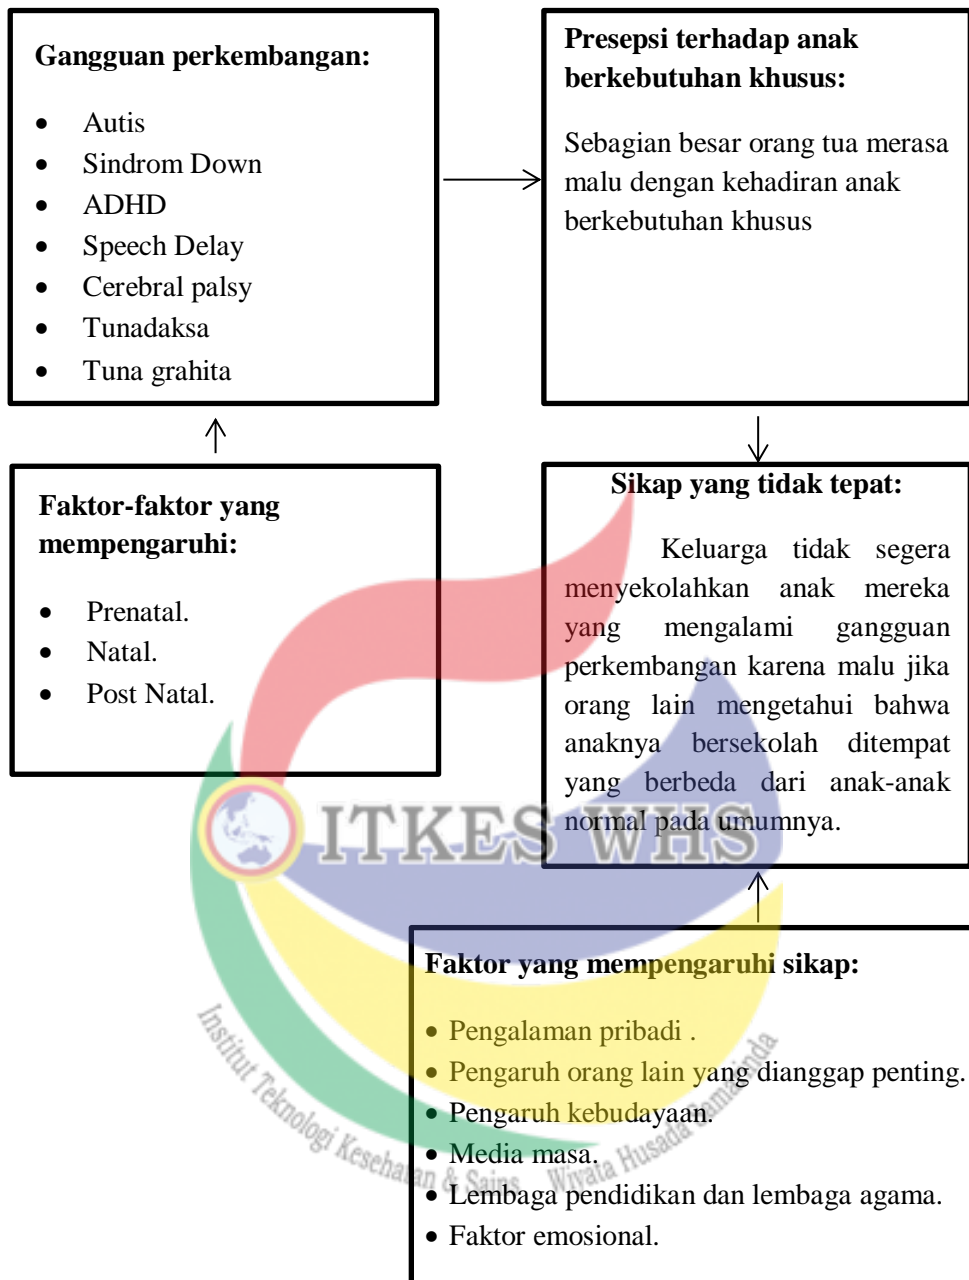 Gangguan perkembangan:
• Autis
• Sindrom Down
• ADHD
• Speech Delay
• Cerebral palsy
• Tunadaksa
• Tuna grahita
Presepsi terhadap anak
berkebutuhan khusus:
Sebagian besar orang tua merasa
malu dengan kehadiran anak
berkebutuhan khusus
Faktor-faktor yang
mempengaruhi:
• Prenatal.
• Natal.
• Post Natal.
Sikap yang tidak tepat:
Keluarga tidak segera
menyekolahkan anak mereka
yang mengalami gangguan
perkembangan karena malu jika
orang lain mengetahui bahwa
anaknya bersekolah ditempat
yang berbeda dari anak-anak
normal pada umumnya.
ITKES WHS
Faktor yang mempengaruhi sikap:
• Pengalaman pribadi .
• Pengaruh orang lain yang dianggap penting.
• Pengaruh kebudayaan.
• Media masa.
• Lembaga pendidikan dan lembaga agama.
• Faktor emosional.
Institut Teknologi Kesehatan & Sains Wiyata Husada Samarinda